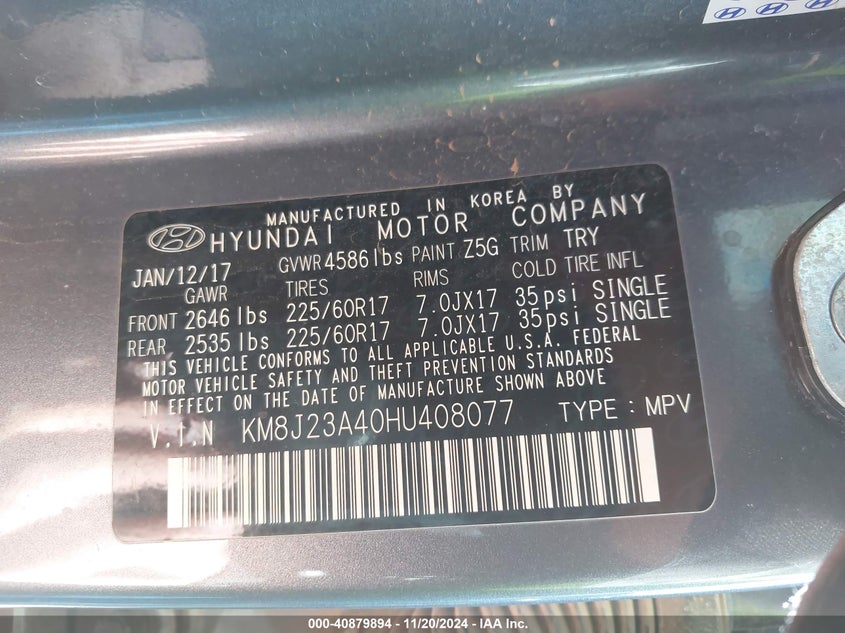 MANUFACTURED IN KOREA BY
HYUNDAI MOTOR COMPANY
JAN/12/17 GVWR 4586 lbs PAINT Z5G TRIM TRY
GAWR TIRES RIMS COLD TIRE INFL
FRONT 2646 lbs 225/60R17 7.0JX17 35psi SINGLE
REAR 2535 lbs 225/60R17 7.0JX17 35psi SINGLE
THIS VEHICLE CONFORMS TO ALL APPLICABLE U.S.A. FEDERAL
MOTOR VEHICLE SAFETY AND THEFT PREVENTION STANDARDS
IN EFFECT ON THE DATE OF MANUFACTURE SHOWN ABOVE
V.I.N KM8J23A40HU408077 TYPE : MPV
000-40879894 - 11/20/2024 - IAA Inc.